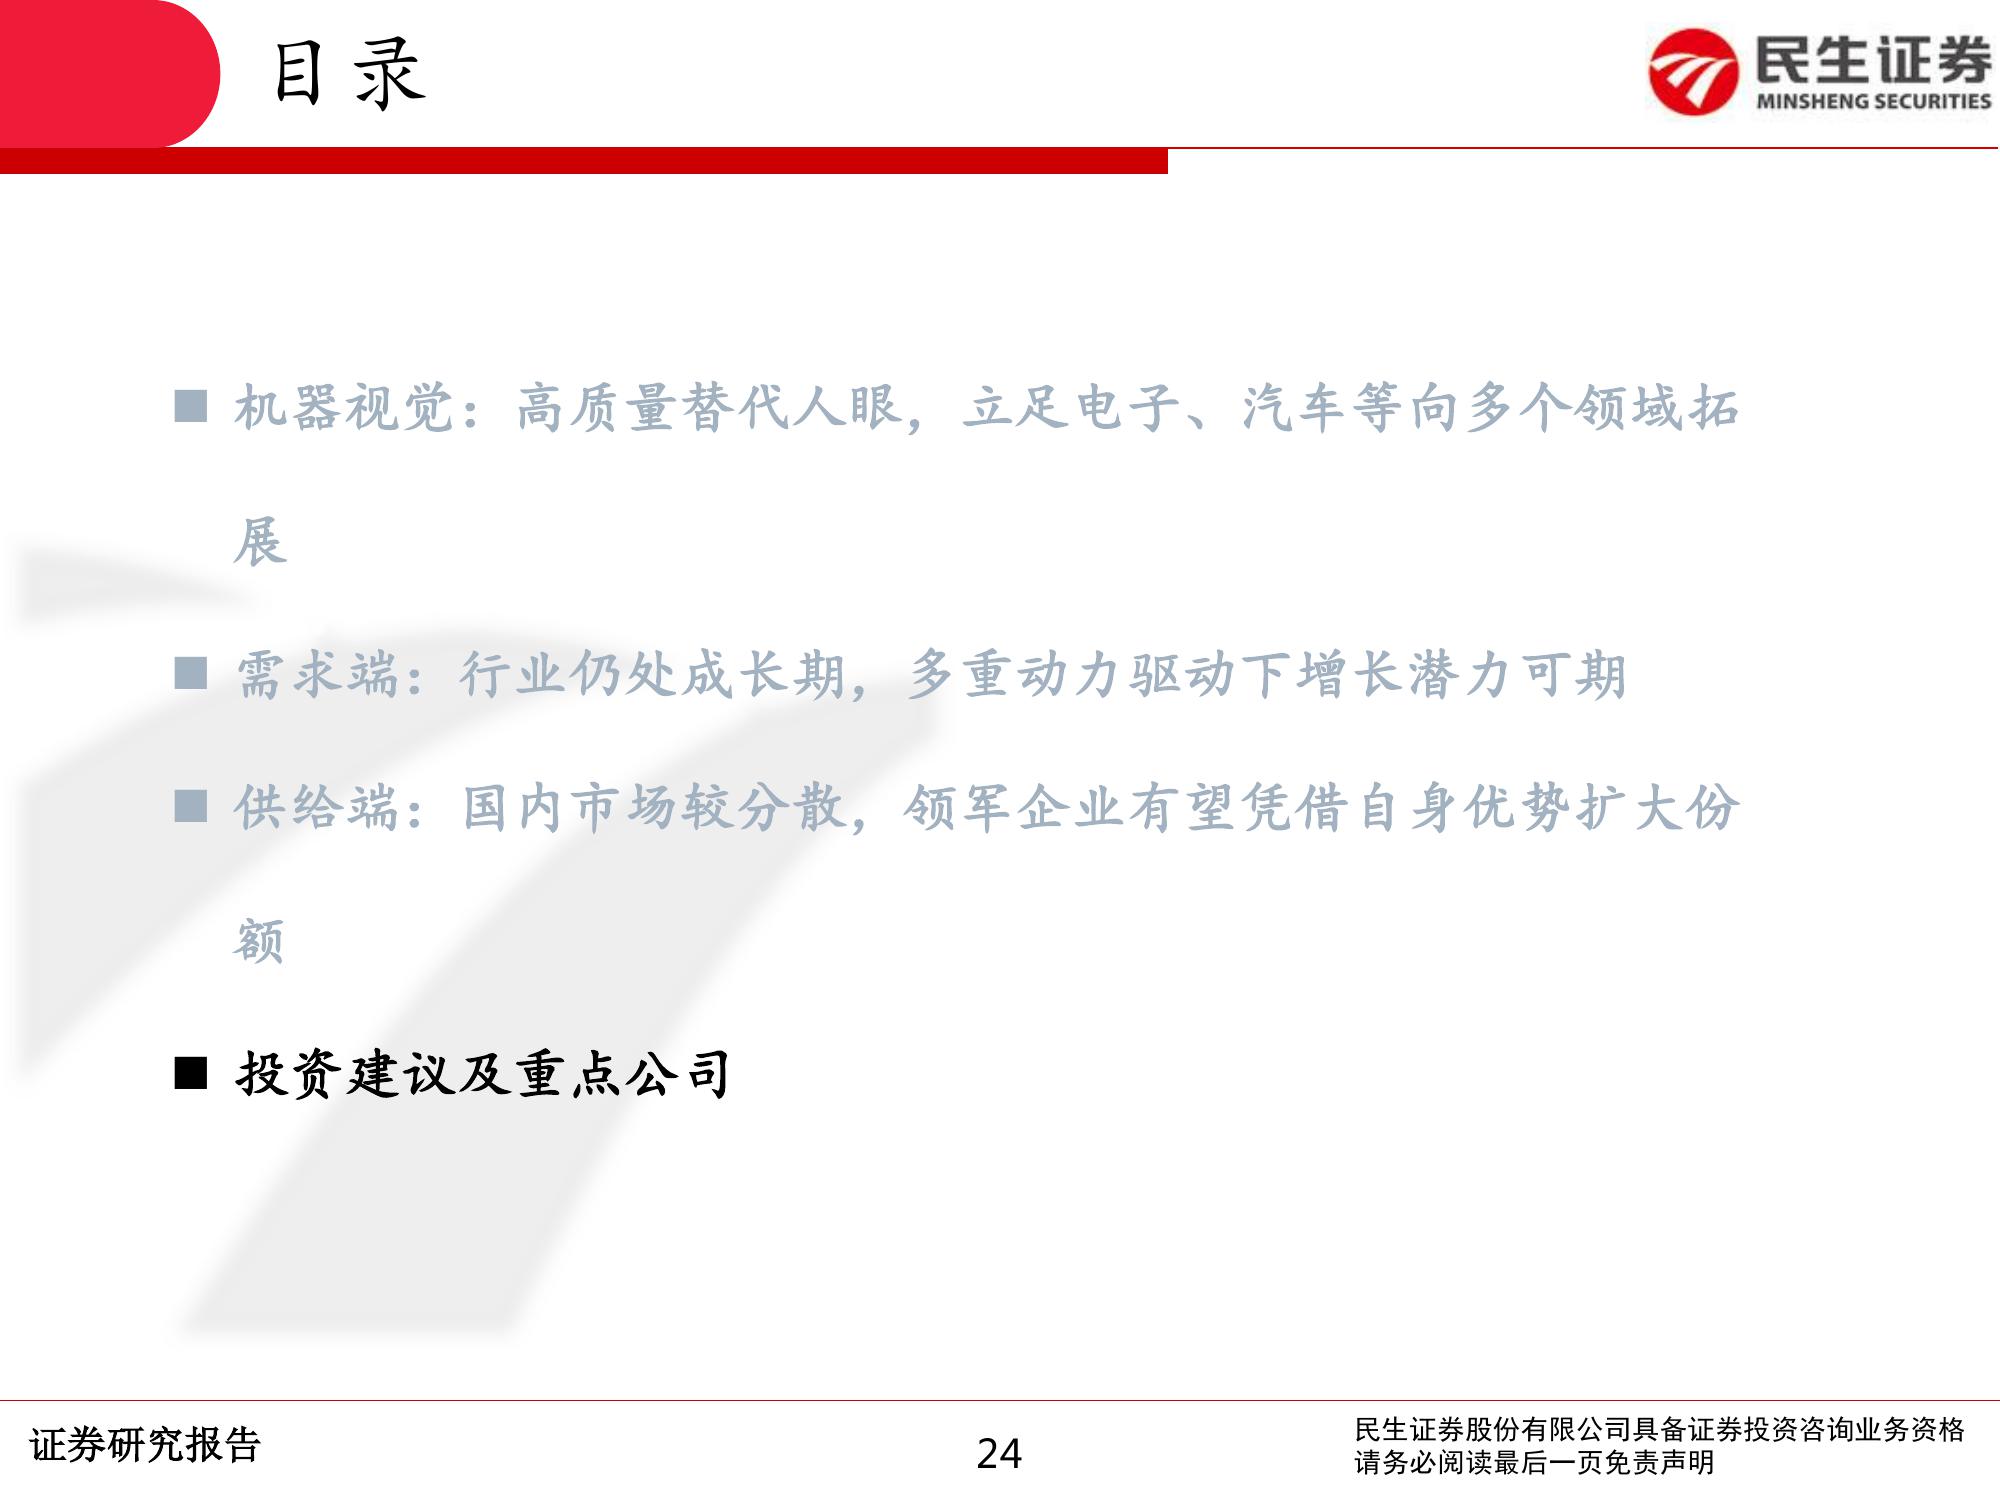 目录
民生证券
MINSHENG SECURITIES
机器视觉：高质量替代人眼，立足电子、汽车等向多个领域拓
展
需求端：行业仍处成长期，多重动力驱动下增长潜力可期
供给端：国内市场较分散，领军企业有望凭借自身优势扩大份
额
投资建议及重点公司
证券研究报告
24
民生证券股份有限公司具备证券投资咨询业务资格
请务必阅读最后一页免责声明